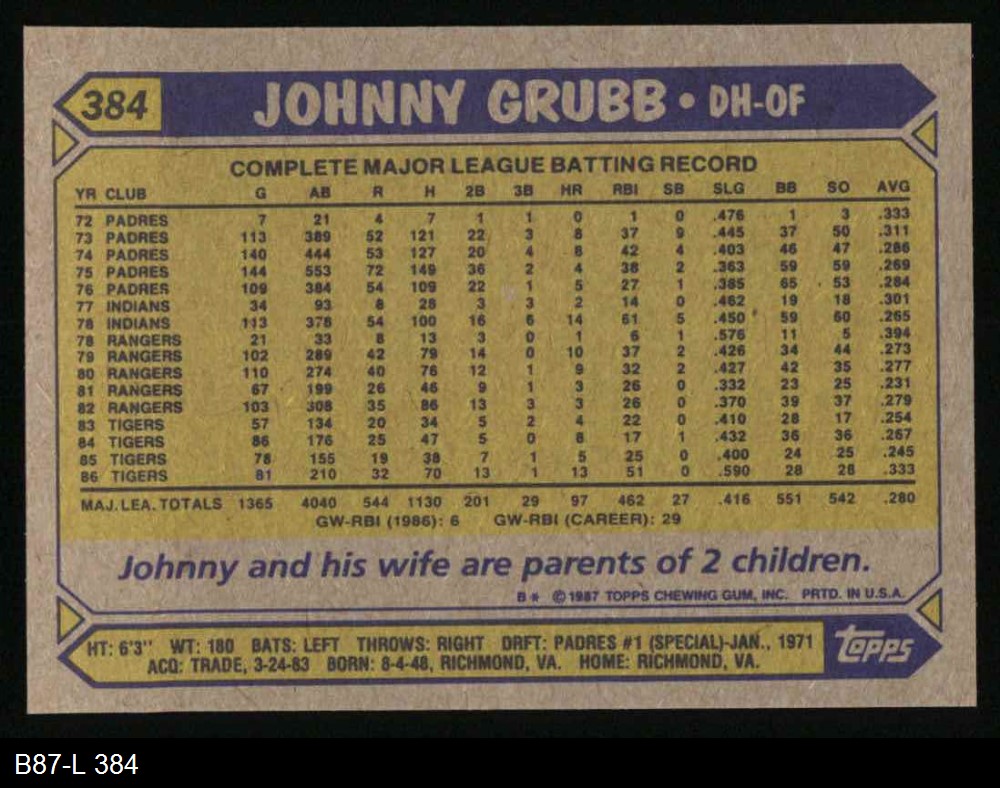 384
JOHNNY GRUBB • DH-OF
COMPLETE MAJOR LEAGUE BATTING RECORD
YR CLUB G AB R H 2B 3B HR RBI SB SLG BB SO AVG
72 PADRES 7 21 4 7 1 1 0 1 0 .476 1 3 .333
73 PADRES 113 389 52 121 22 3 8 37 9 .445 37 50 .311
74 PADRES 140 444 53 127 20 4 8 42 4 .403 46 47 .286
75 PADRES 144 553 72 149 36 2 4 38 2 .363 59 59 .269
76 PADRES 109 384 54 109 22 1 5 27 1 .385 65 53 .284
77 INDIANS 34 93 8 28 3 3 2 14 0 .462 19 18 .301
78 INDIANS 113 378 54 100 16 6 14 61 5 .450 59 60 .265
78 RANGERS 21 33 8 13 3 0 1 6 1 .576 11 5 .394
79 RANGERS 102 289 42 79 14 0 10 37 2 .426 34 44 .273
80 RANGERS 110 274 40 76 12 1 9 32 2 .427 42 35 .277
81 RANGERS 67 199 26 46 9 1 3 26 0 .332 23 25 .231
82 RANGERS 103 308 35 86 13 3 3 26 0 .370 39 37 .279
83 TIGERS 57 134 20 34 5 2 4 22 0 .410 28 17 .254
84 TIGERS 86 176 25 47 5 0 8 17 1 .432 36 36 .267
85 TIGERS 78 155 19 38 7 1 5 25 0 .400 24 25 .245
86 TIGERS 81 210 32 70 13 1 13 51 0 .590 28 28 .333
MAJ. LEA. TOTALS 1365 4040 544 1130 201 29 97 462 27 .416 551 542 .280
GW-RBI (1986): 6 GW-RBI (CAREER): 29
Johnny and his wife are parents of 2 children.
B* © 1987 TOPPS CHEWING GUM, INC. PRTD. IN U.S.A.
HT: 6'3" WT: 180 BATS: LEFT THROWS: RIGHT DRFT: PADRES #1 (SPECIAL)-JAN., 1971
ACQ: TRADE, 3-24-83 BORN: 8-4-48, RICHMOND, VA. HOME: RICHMOND, VA.
topps
B87-L 384